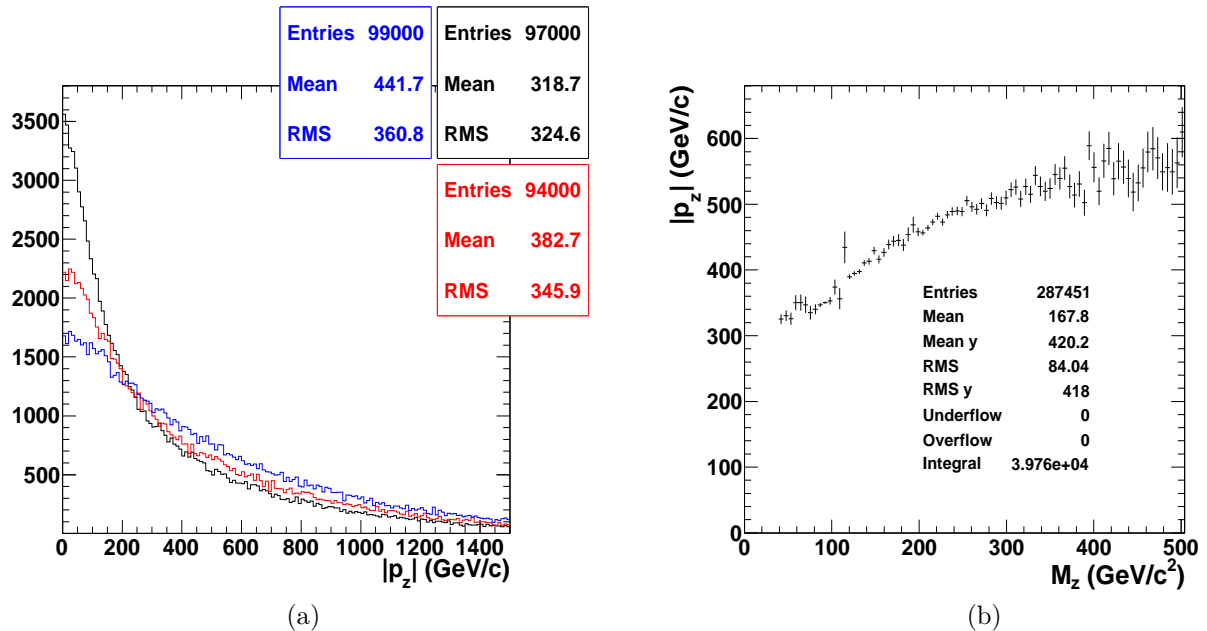 Entries 99000
Mean 441.7
RMS 360.8
Entries 97000
Mean 318.7
RMS 324.6
Entries 94000
Mean 382.7
RMS 345.9
3500
3000
2500
2000
1500
1000
500
0 200 400 600 800 1000 1200 1400
|p_z| (GeV/c)
(a)
|p_z| (GeV/c)
600
500
400
300
200
100
0
Entries 287451
Mean 167.8
Mean y 420.2
RMS 84.04
RMS y 418
Underflow 0
Overflow 0
Integral 3.976e+04
0 100 200 300 400 500
M_z (GeV/c²)
(b)